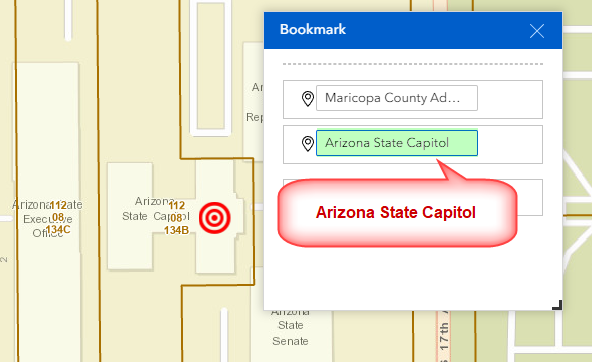 Bookmark
Maricopa County Ad...
Arizona State Capitol
Arizona State Capitol
Ar
Rep
Arizona State
Executive
Office
112
08
134C
Arizona
State Capitol
112
08
134B
Arizona
State
Senate
S 17th A
2